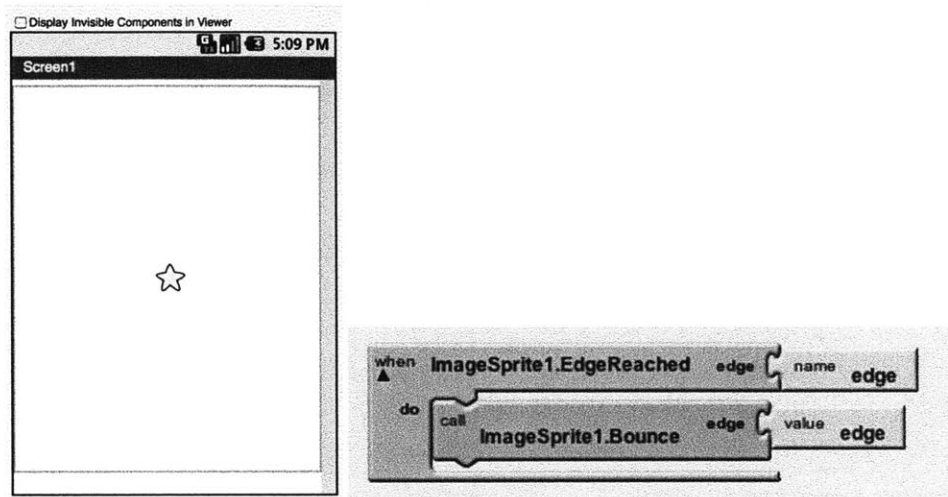 Display Invisible Components in Viewer
5:09 PM
Screen1
when ImageSprite1.EdgeReached edge name edge
do call ImageSprite1.Bounce edge value edge